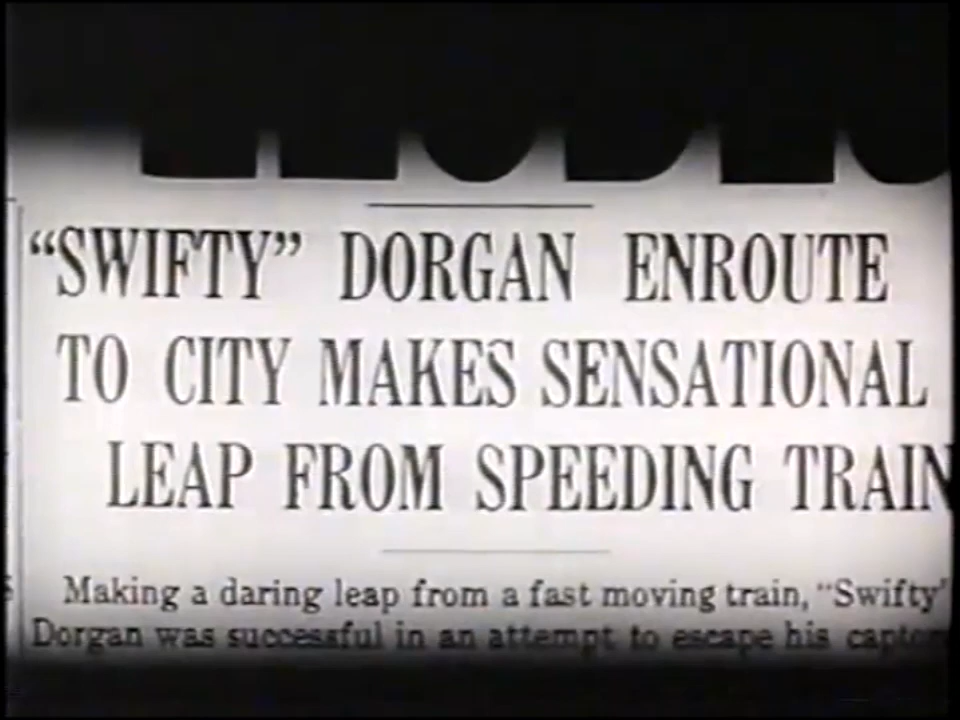 “SWIFTY” DORGAN ENROUTE
TO CITY MAKES SENSATIONAL
LEAP FROM SPEEDING TRAIN
Making a daring leap from a fast moving train, “Swifty”
Dorgan was successful in an attempt to escape his